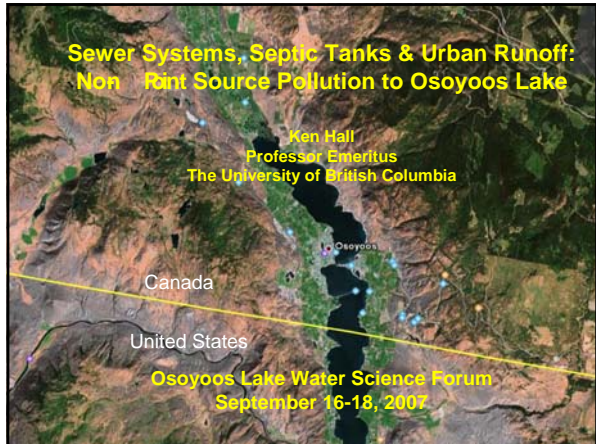 Sewer Systems, Septic Tanks & Urban Runoff:
Non Point Source Pollution to Osoyoos Lake
Ken Hall
Professor Emeritus
The University of British Columbia
Osoyoos
Canada
United States
Osoyoos Lake Water Science Forum
September 16-18, 2007